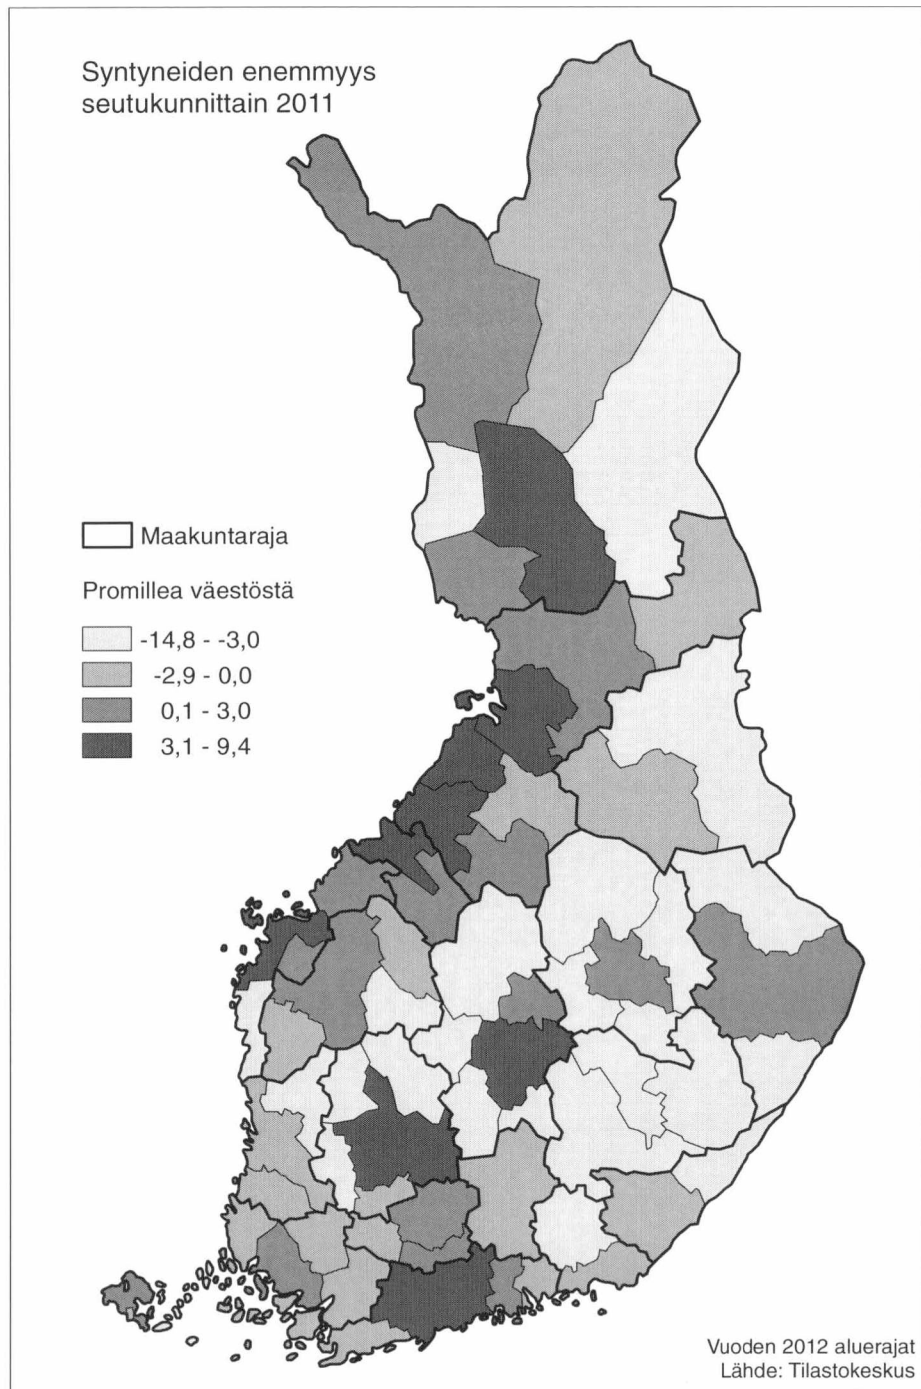 Syntyneiden enemmyys
seutukunnittain 2011
Maakuntaraja
Promillea väestöstä
-14,8 - -3,0
-2,9 - 0,0
0,1 - 3,0
3,1 - 9,4
Vuoden 2012 aluerajat
Lähde: Tilastokeskus